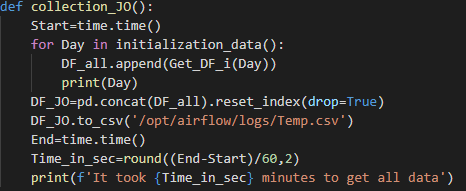 def collection_JO():
    Start=time.time()
    for Day in initialization_data():
        DF_all.append(Get_DF_i(Day))
        print(Day)
    DF_JO=pd.concat(DF_all).reset_index(drop=True)
    DF_JO.to_csv('/opt/airflow/logs/Temp.csv')
    End=time.time()
    Time_in_sec=round((End-Start)/60,2)
    print(f'It took {Time_in_sec} minutes to get all data')